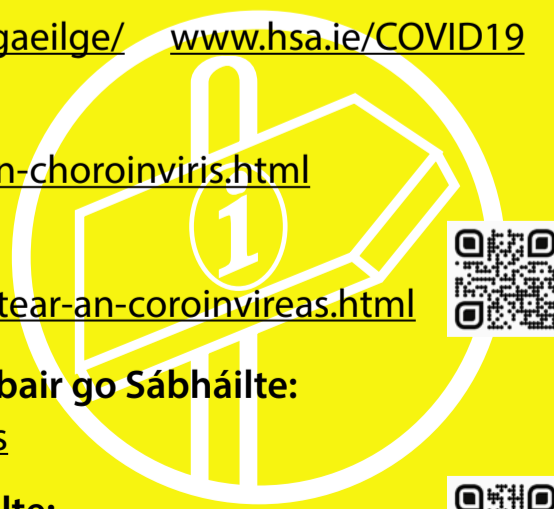 gaeilge/ www.hsa.ie/COVID19
n-choroinviris.html
i
tear-an-coroinvireas.html
bair go Sábháilte:
s
lte: